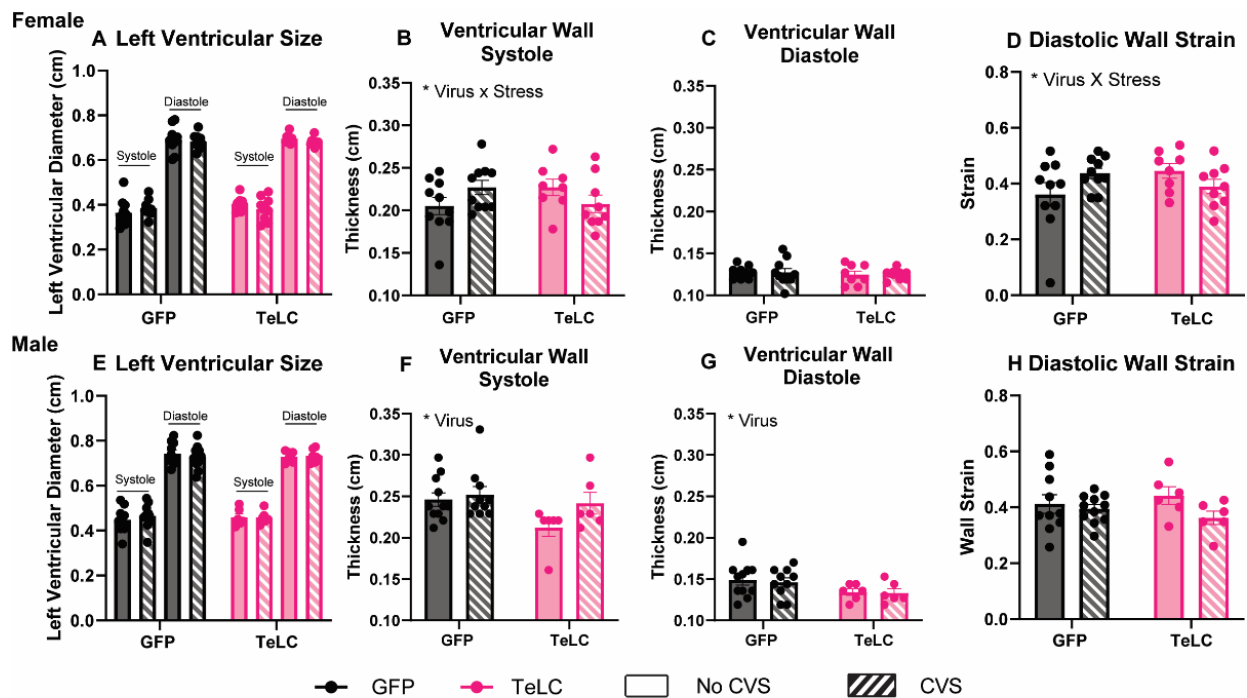 Female
A Left Ventricular Size
Left Ventricular Diameter (cm)
1.0
0.8
0.6
0.4
0.2
0.0
Systole
Diastole
Systole
Diastole
GFP
TeLC
B Ventricular Wall
Systole
* Virus x Stress
Thickness (cm)
0.35
0.30
0.25
0.20
0.15
0.10
GFP
TeLC
C Ventricular Wall
Diastole
Thickness (cm)
0.35
0.30
0.25
0.20
0.15
0.10
GFP
TeLC
D Diastolic Wall Strain
* Virus X Stress
Strain
0.8
0.6
0.4
0.2
0.0
GFP
TeLC
Male
E Left Ventricular Size
Left Ventricular Diameter (cm)
1.0
0.8
0.6
0.4
0.2
0.0
Systole
Diastole
Systole
Diastole
GFP
TeLC
F Ventricular Wall
Systole
* Virus
Thickness (cm)
0.35
0.30
0.25
0.20
0.15
0.10
GFP
TeLC
G Ventricular Wall
Diastole
* Virus
Thickness (cm)
0.35
0.30
0.25
0.20
0.15
0.10
GFP
TeLC
H Diastolic Wall Strain
Wall Strain
0.8
0.6
0.4
0.2
0.0
GFP
TeLC
GFP
TeLC
No CVS
CVS